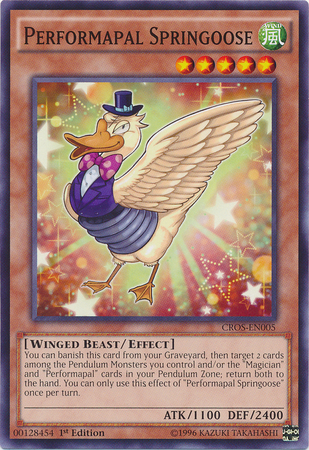 PERFORMAPAL SPRINGOOSE
風
CROS-EN005
[WINGED BEAST/EFFECT]
You can banish this card from your Graveyard, then target 2 cards
among the Pendulum Monsters you control and/or the "Magician"
and "Performapal" cards in your Pendulum Zone; return both
to the hand. You can only use this effect of "Performapal Springoose"
once per turn.
ATK/1100 DEF/2400
00128454 1st Edition ©1996 KAZUKI TAKAHASHI